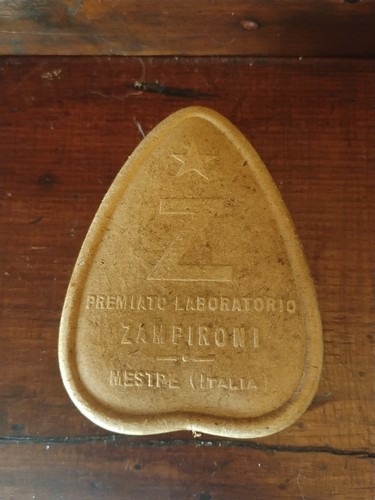 Z
PREMIATO LABORATORIO
ZAMPIRONI
MESTRE (ITALIA)